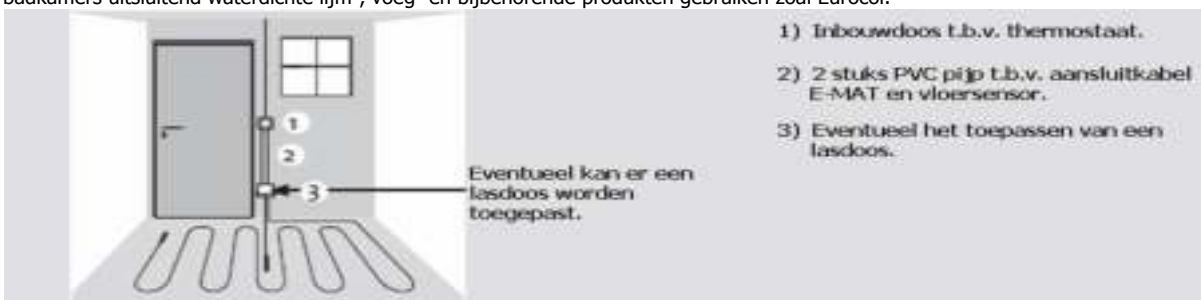 badkamers uitsluitend waterdichte lijm-, voeg- en bijbehorende produkten gebruiken zoal Eurocol.
1) Inbouwdoos t.b.v. thermostaat.
2) 2 stuks PVC pijp t.b.v. aansluitkabel
E-MAT en vloersensor.
3) Eventueel het toepassen van een
lasdoos.
1
2
3
Eventueel kan er een
lasdoos worden
toegepast.